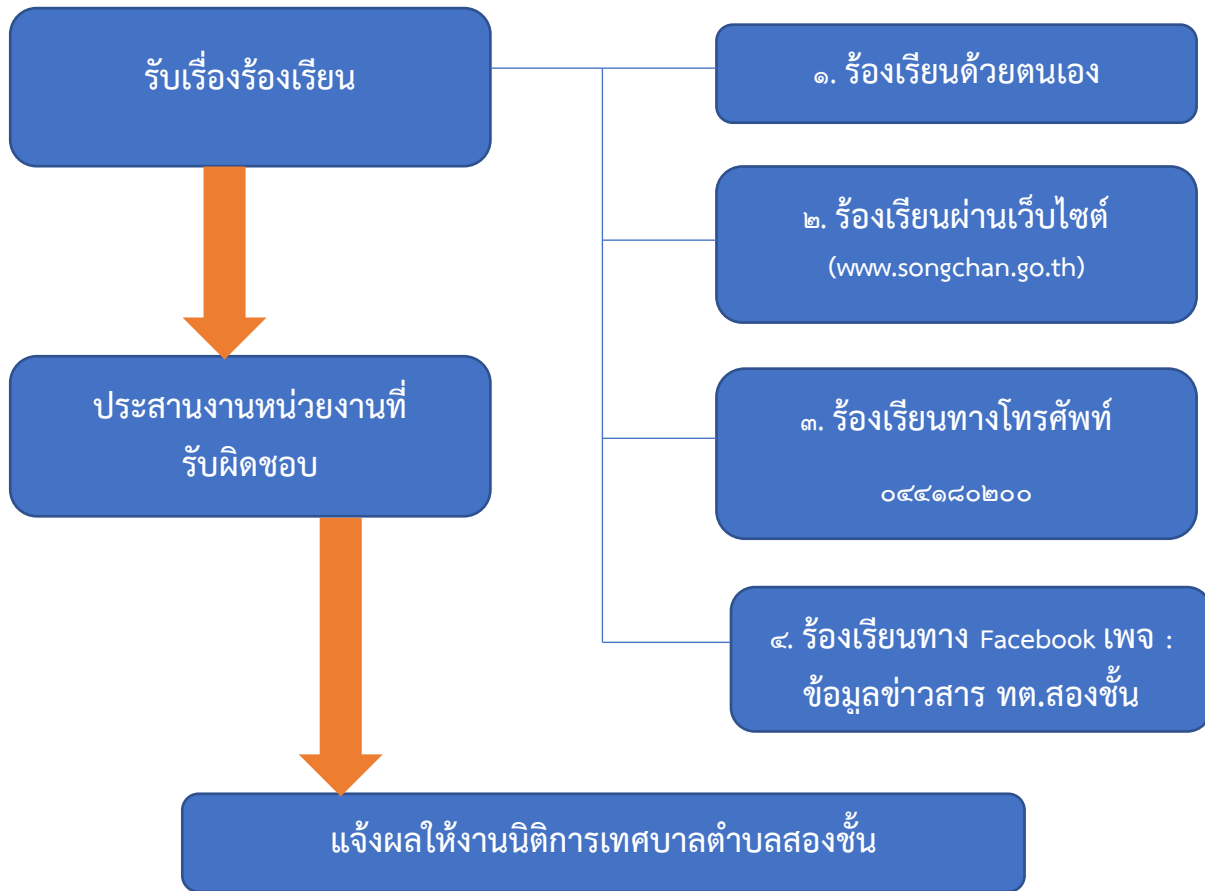 รับเรื่องร้องเรียน
๑. ร้องเรียนด้วยตนเอง
๒. ร้องเรียนผ่านเว็บไซต์
(www.songchan.go.th)
ประสานงานหน่วยงานที่
รับผิดชอบ
๓. ร้องเรียนทางโทรศัพท์
๐๔๔๑๘๐๒๐๐
๔. ร้องเรียนทาง Facebook เพจ :
ข้อมูลข่าวสาร ทต.สองชั้น
แจ้งผลให้งานนิติการเทศบาลตำบลสองชั้น